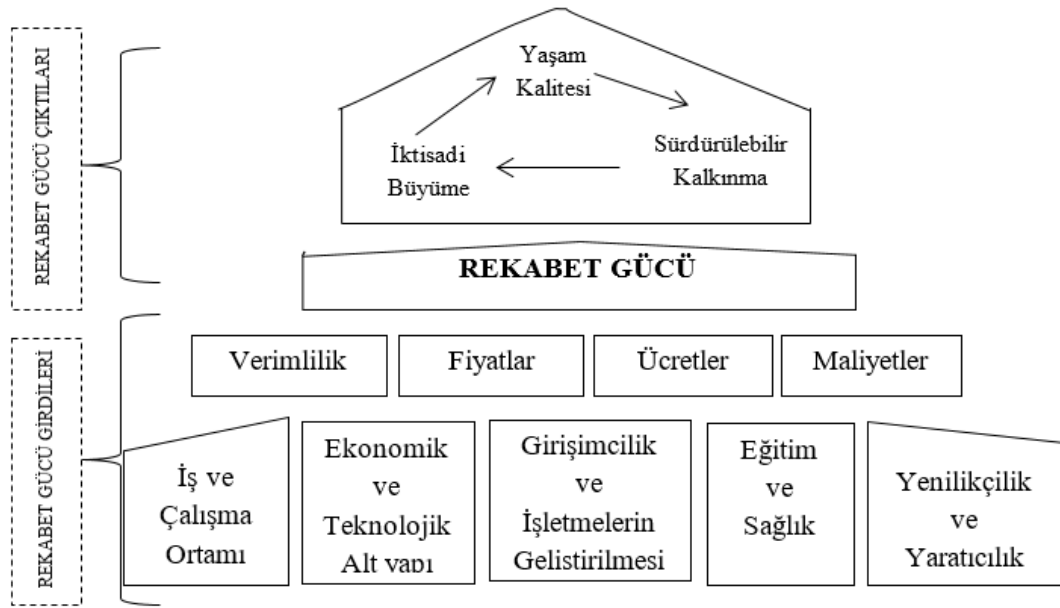 REKABET GÜCÜ ÇIKTILARI
Yaşam
Kalitesi
İktisadi
Büyüme
Sürdürülebilir
Kalkınma
REKABET GÜCÜ
REKABET GÜCÜ GİRDİLERİ
Verimlilik
Fiyatlar
Ücretler
Maliyetler
İş ve
Çalışma
Ortamı
Ekonomik
ve
Teknolojik
Alt yapı
Girişimcilik
ve
İşletmelerin
Gelistirilmesi
Eğitim
ve
Sağlık
Yenilikçilik
ve
Yaratıcılık